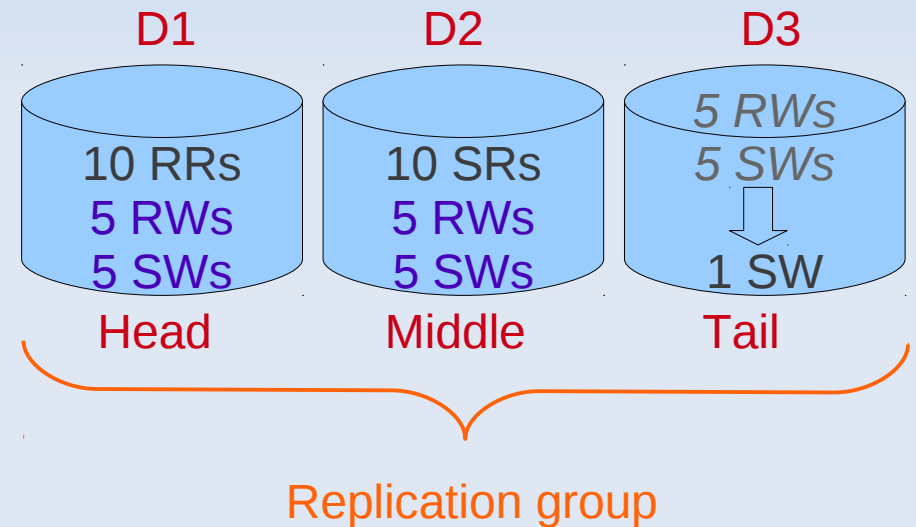 D1
10 RRs
5 RWs
5 SWs
Head
D2
10 SRs
5 RWs
5 SWs
Middle
D3
5 RWs
5 SWs
1 SW
Tail
Replication group